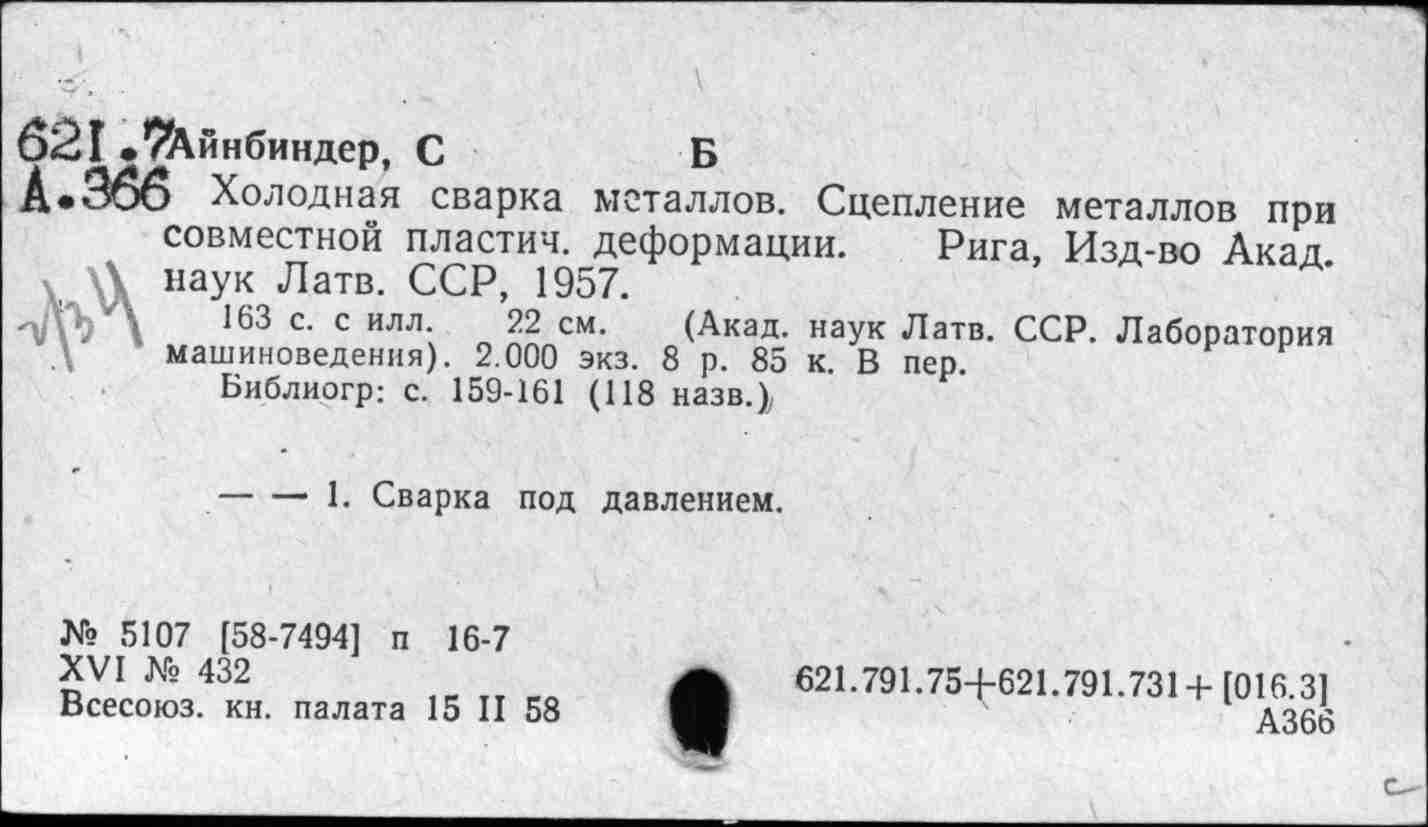 621.7 Айнбиндер, С Б
А.366 Холодная сварка металлов. Сцепление металлов при
совместной пластич. деформации. Рига, Изд-во Акад.
наук Латв. ССР, 1957.
163 с. с илл. 22 см. (Акад. наук Латв. ССР. Лаборатория
машиноведения). 2.000 экз. 8 р. 85 к. В пер.
Библиогр: с. 159-161 (118 назв.)
— — 1. Сварка под давлением.
№ 5107 [58-7494] п 16-7
XVI № 432
Всесоюз. кн. палата 15 II 58
621.791.75+621.791.731+[016.3]
А366